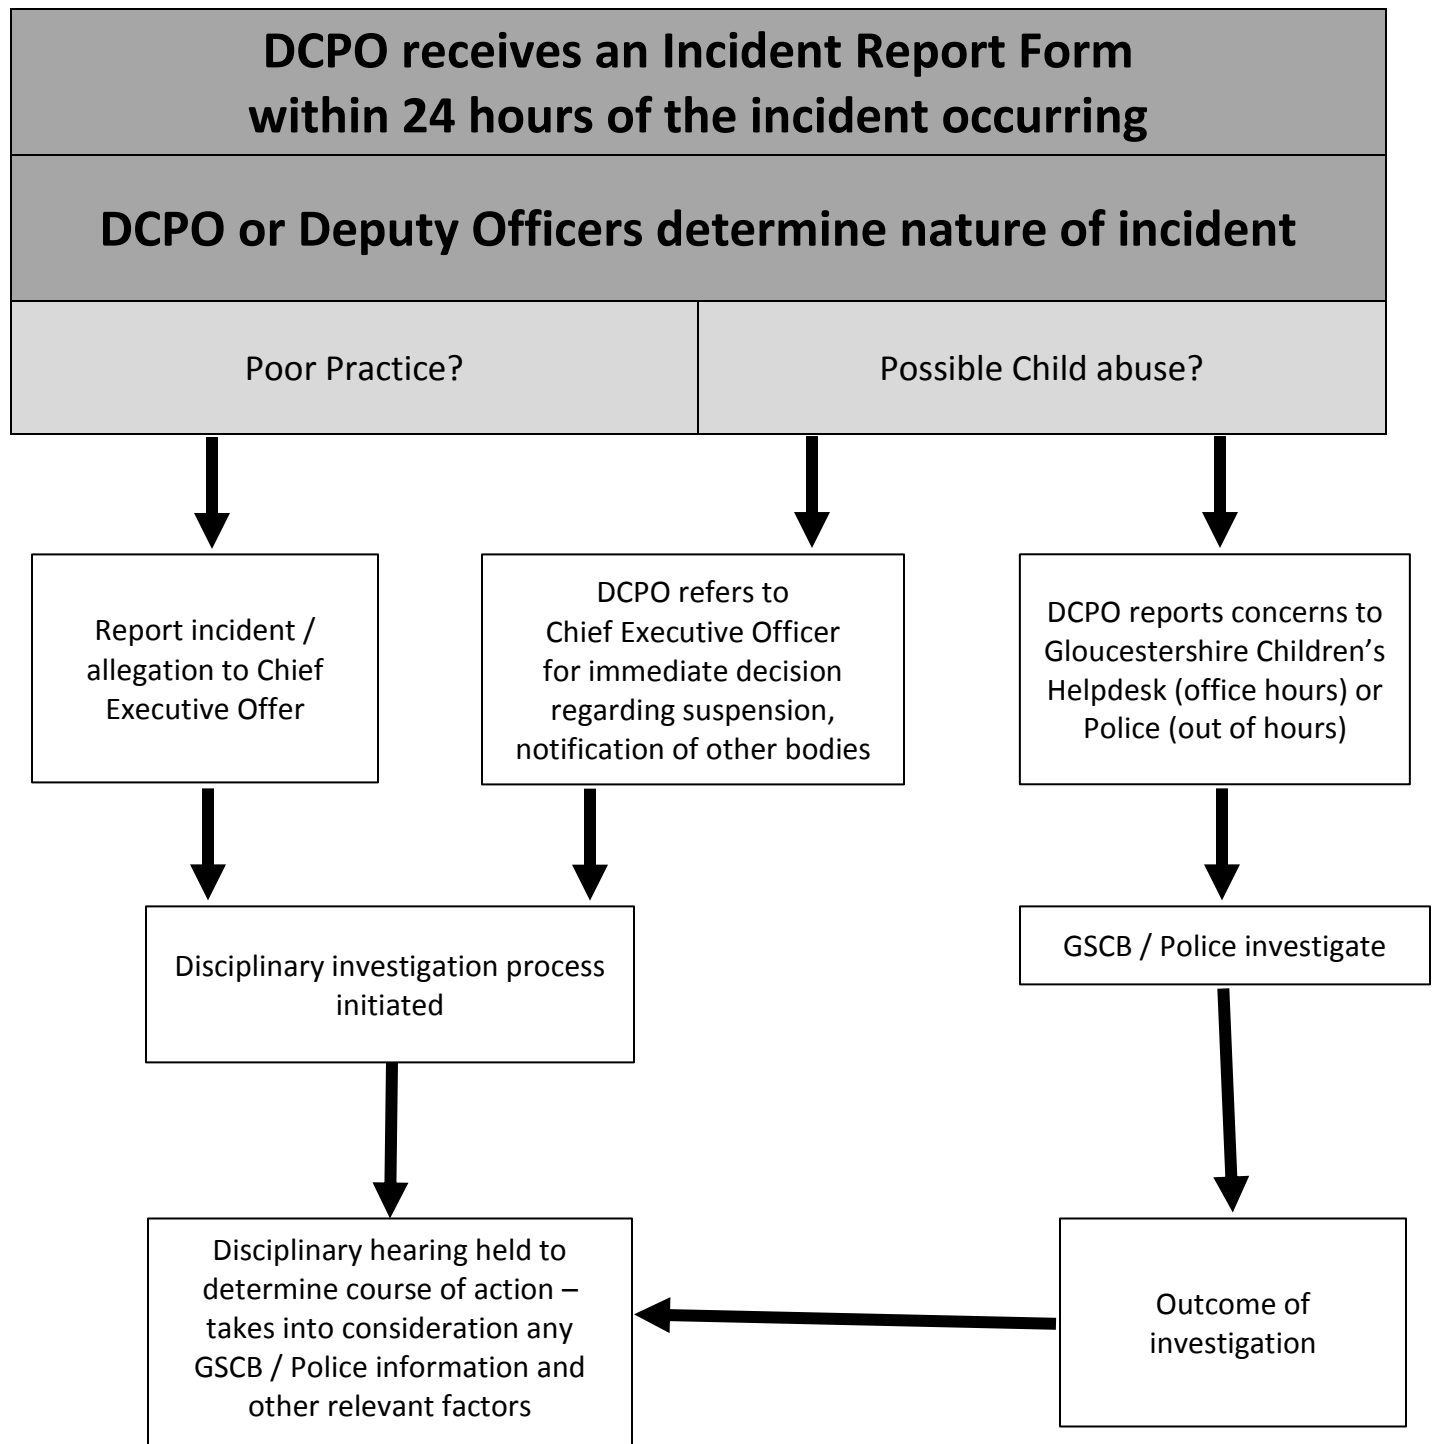 DCPO receives an Incident Report Form
within 24 hours of the incident occurring
DCPO or Deputy Officers determine nature of incident
Poor Practice?
Possible Child abuse?
Report incident /
allegation to Chief
Executive Offer
DCPO refers to
Chief Executive Officer
for immediate decision
regarding suspension,
notification of other bodies
DCPO reports concerns to
Gloucestershire Children’s
Helpdesk (office hours) or
Police (out of hours)
Disciplinary investigation process
initiated
GSCB / Police investigate
Disciplinary hearing held to
determine course of action –
takes into consideration any
GSCB / Police information and
other relevant factors
Outcome of
investigation